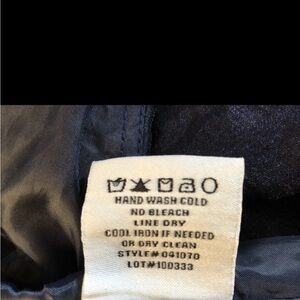 HAND WASH COLD
NO BLEACH
LINE DRY
COOL IRON IF NEEDED
OR DRY CLEAN
STYLE#041070
LOT#100333